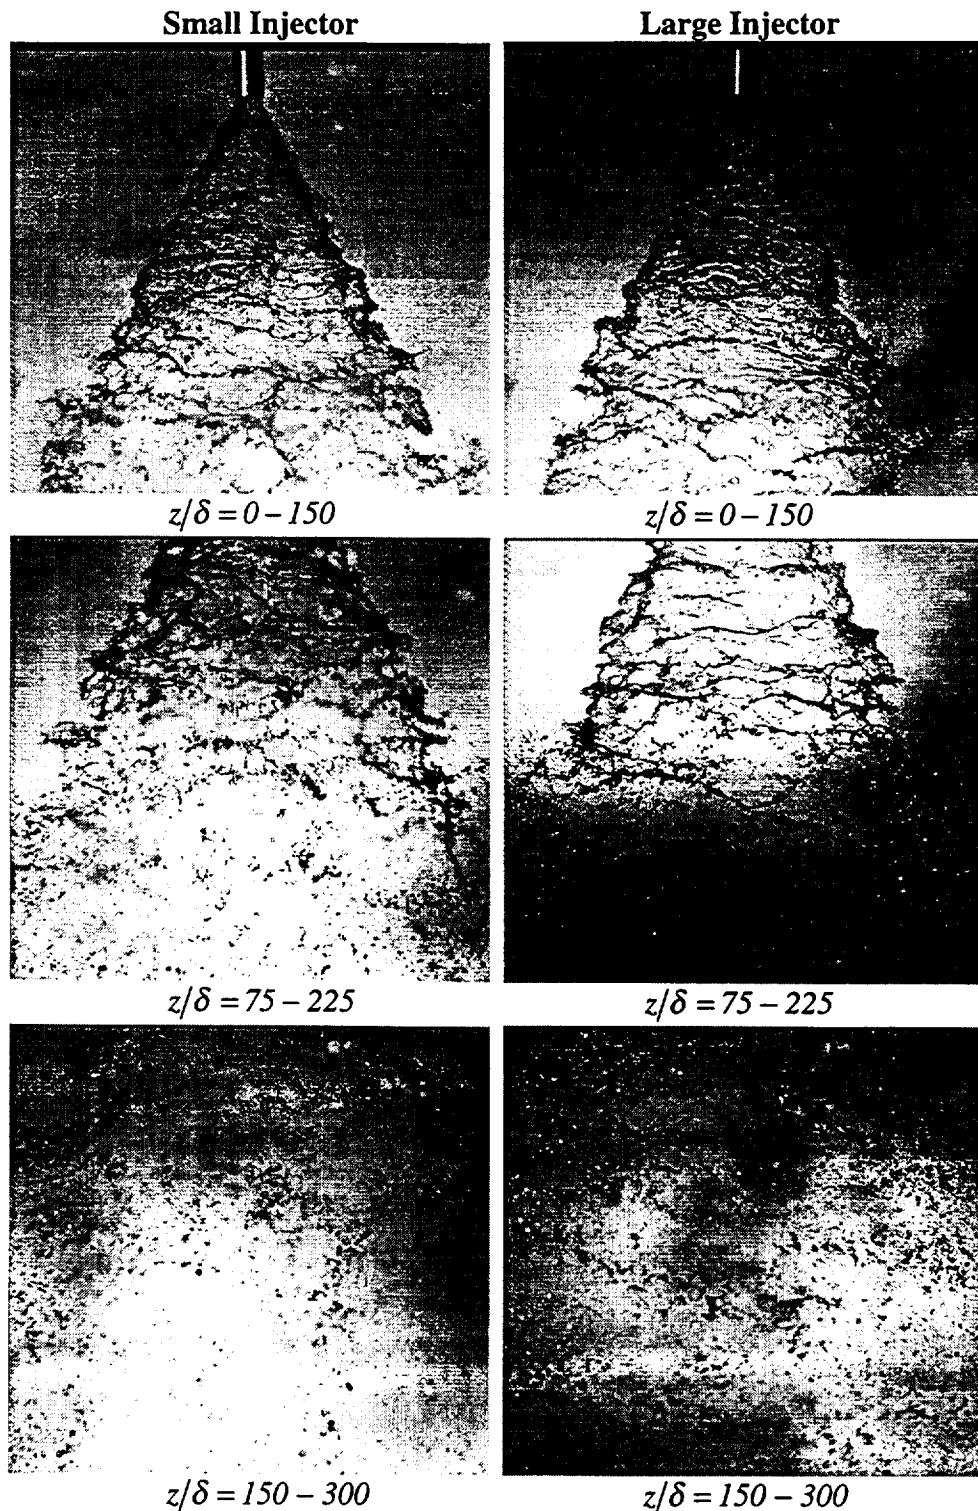 Small Injector Large Injector
z/δ = 0 – 150 z/δ = 0 – 150
z/δ = 75 – 225 z/δ = 75 – 225
z/δ = 150 – 300 z/δ = 150 – 300